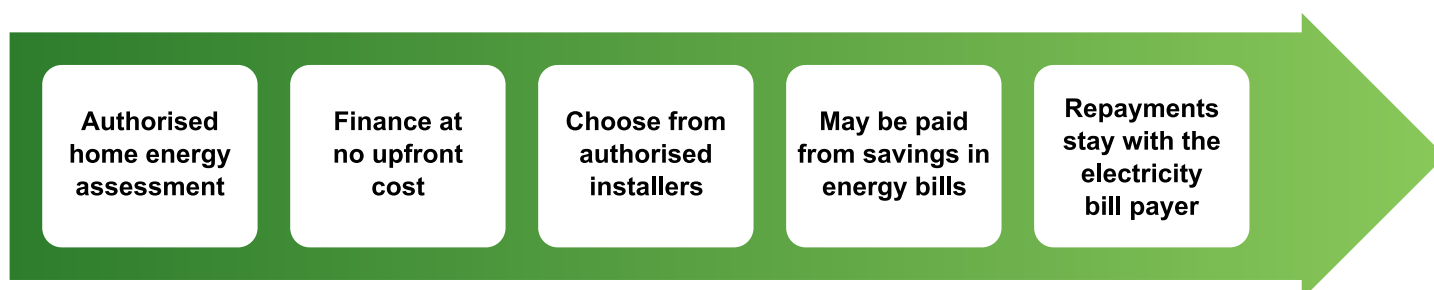 Authorised
home energy
assessment
Finance at
no upfront
cost
Choose from
authorised
installers
May be paid
from savings in
energy bills
Repayments
stay with the
electricity
bill payer